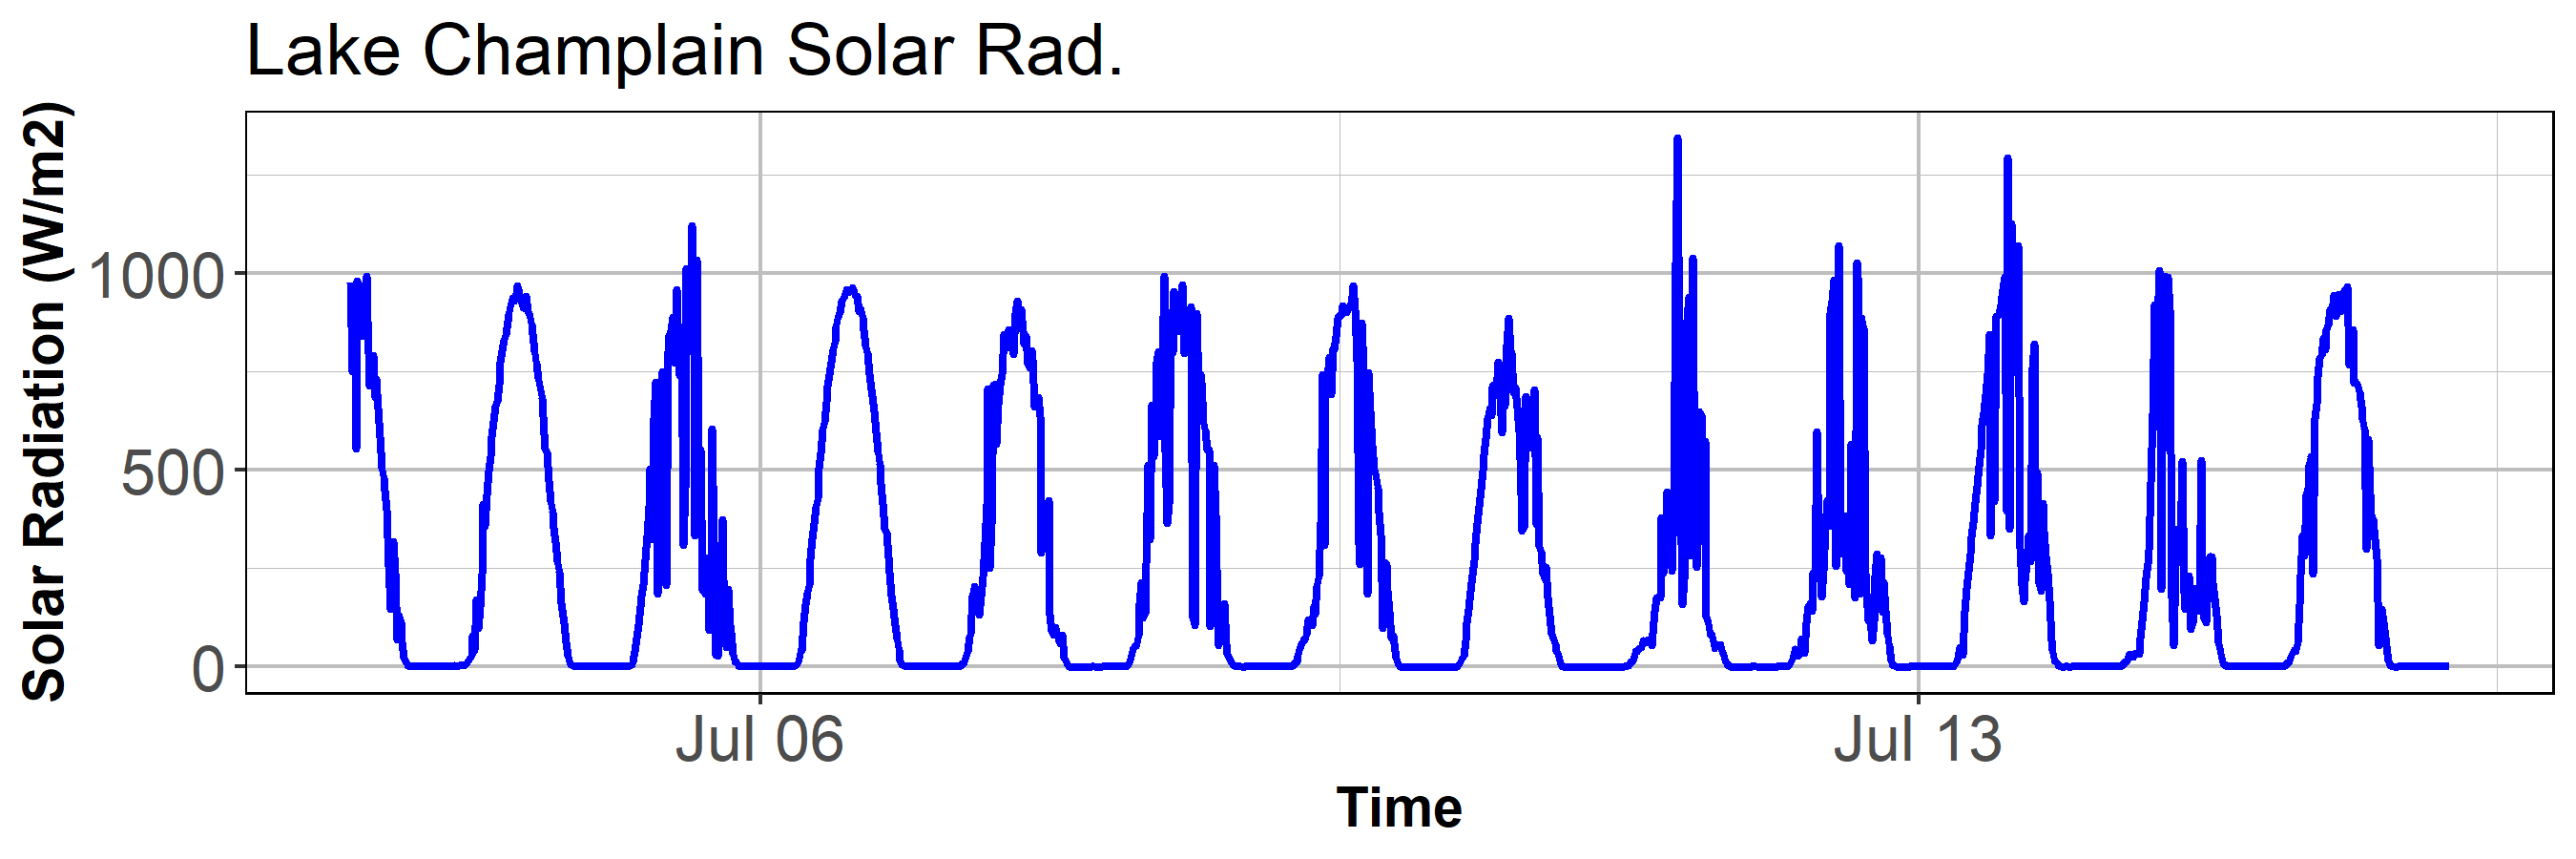 Lake Champlain Solar Rad.
Solar Radiation (W/m2)
1000
500
0
Jul 06
Jul 13
Time